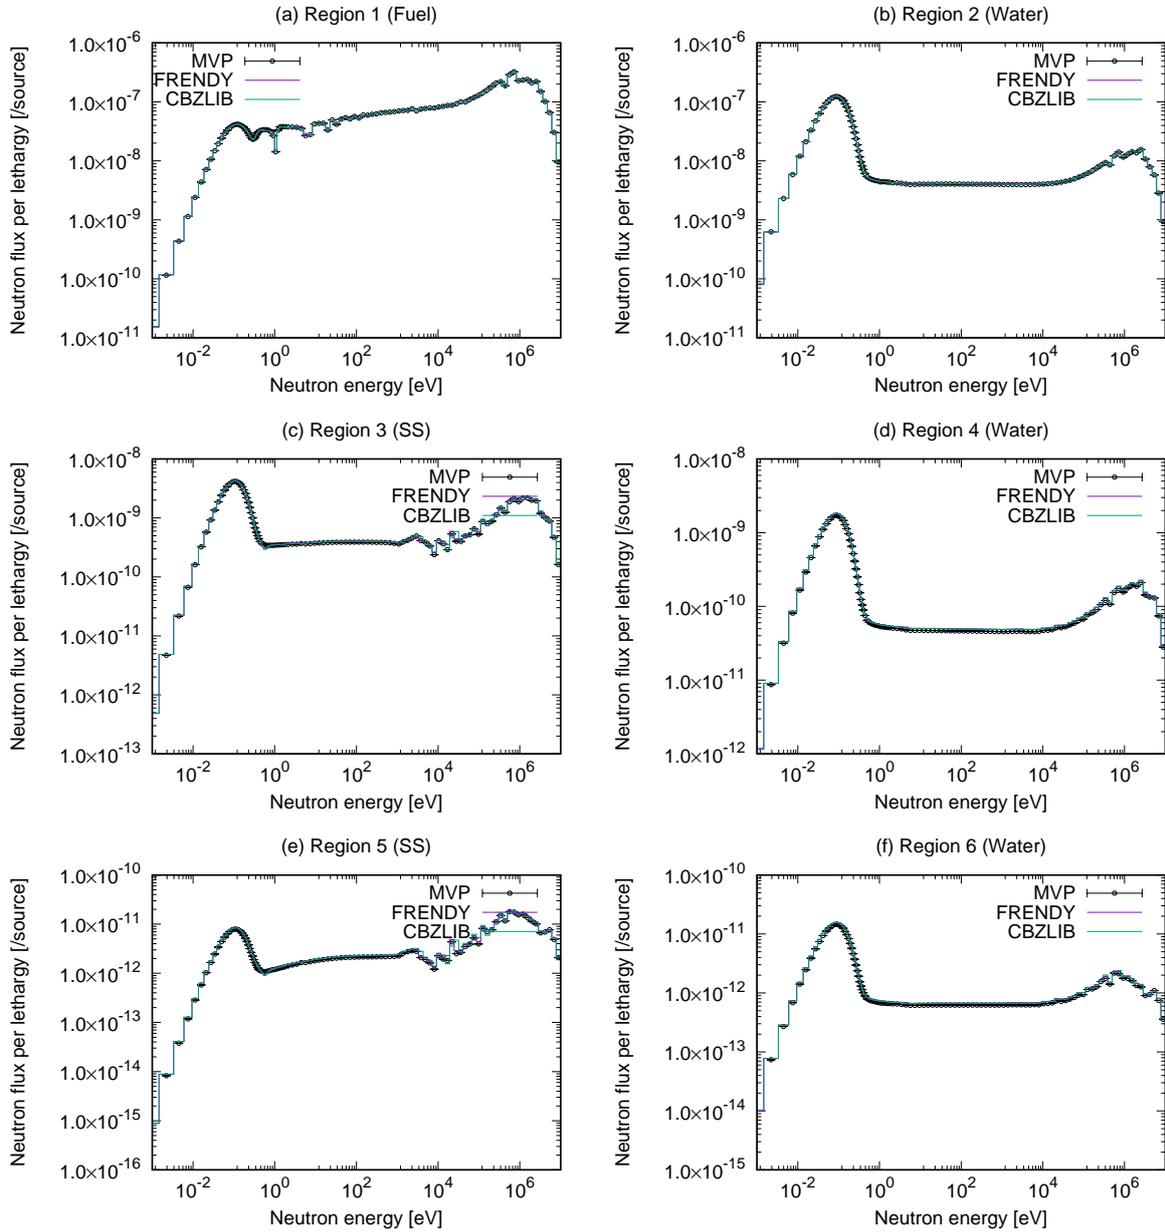 (a) Region 1 (Fuel)
Neutron flux per lethargy [/source]
1.0×10⁻⁶
1.0×10⁻⁷
1.0×10⁻⁸
1.0×10⁻⁹
1.0×10⁻¹⁰
1.0×10⁻¹¹
MVP
FRENDY
CBZLIB
10⁻² 10⁰ 10² 10⁴ 10⁶
Neutron energy [eV]
(b) Region 2 (Water)
Neutron flux per lethargy [/source]
1.0×10⁻⁶
1.0×10⁻⁷
1.0×10⁻⁸
1.0×10⁻⁹
1.0×10⁻¹⁰
1.0×10⁻¹¹
MVP
FRENDY
CBZLIB
10⁻² 10⁰ 10² 10⁴ 10⁶
Neutron energy [eV]
(c) Region 3 (SS)
Neutron flux per lethargy [/source]
1.0×10⁻⁸
1.0×10⁻⁹
1.0×10⁻¹⁰
1.0×10⁻¹¹
1.0×10⁻¹²
1.0×10⁻¹³
MVP
FRENDY
CBZLIB
10⁻² 10⁰ 10² 10⁴ 10⁶
Neutron energy [eV]
(d) Region 4 (Water)
Neutron flux per lethargy [/source]
1.0×10⁻⁸
1.0×10⁻⁹
1.0×10⁻¹⁰
1.0×10⁻¹¹
1.0×10⁻¹²
MVP
FRENDY
CBZLIB
10⁻² 10⁰ 10² 10⁴ 10⁶
Neutron energy [eV]
(e) Region 5 (SS)
Neutron flux per lethargy [/source]
1.0×10⁻¹⁰
1.0×10⁻¹¹
1.0×10⁻¹²
1.0×10⁻¹³
1.0×10⁻¹⁴
1.0×10⁻¹⁵
1.0×10⁻¹⁶
MVP
FRENDY
CBZLIB
10⁻² 10⁰ 10² 10⁴ 10⁶
Neutron energy [eV]
(f) Region 6 (Water)
Neutron flux per lethargy [/source]
1.0×10⁻¹⁰
1.0×10⁻¹¹
1.0×10⁻¹²
1.0×10⁻¹³
1.0×10⁻¹⁴
1.0×10⁻¹⁵
MVP
FRENDY
CBZLIB
10⁻² 10⁰ 10² 10⁴ 10⁶
Neutron energy [eV]